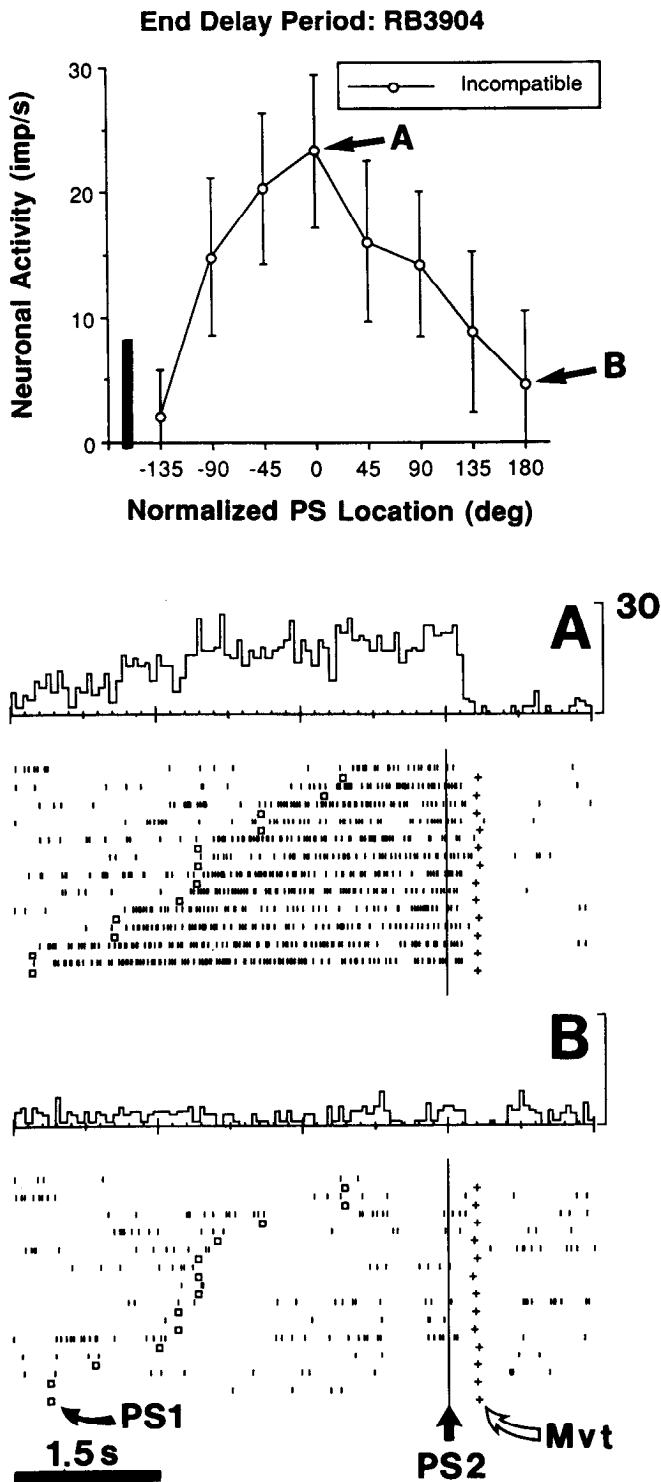 End Delay Period: RB3904
Neuronal Activity (imp/s)
30
20
10
0
Incompatible
A
B
-135 -90 -45 0 45 90 135 180
Normalized PS Location (deg)
A
30
B
PS1
PS2
Mvt
1.5 s